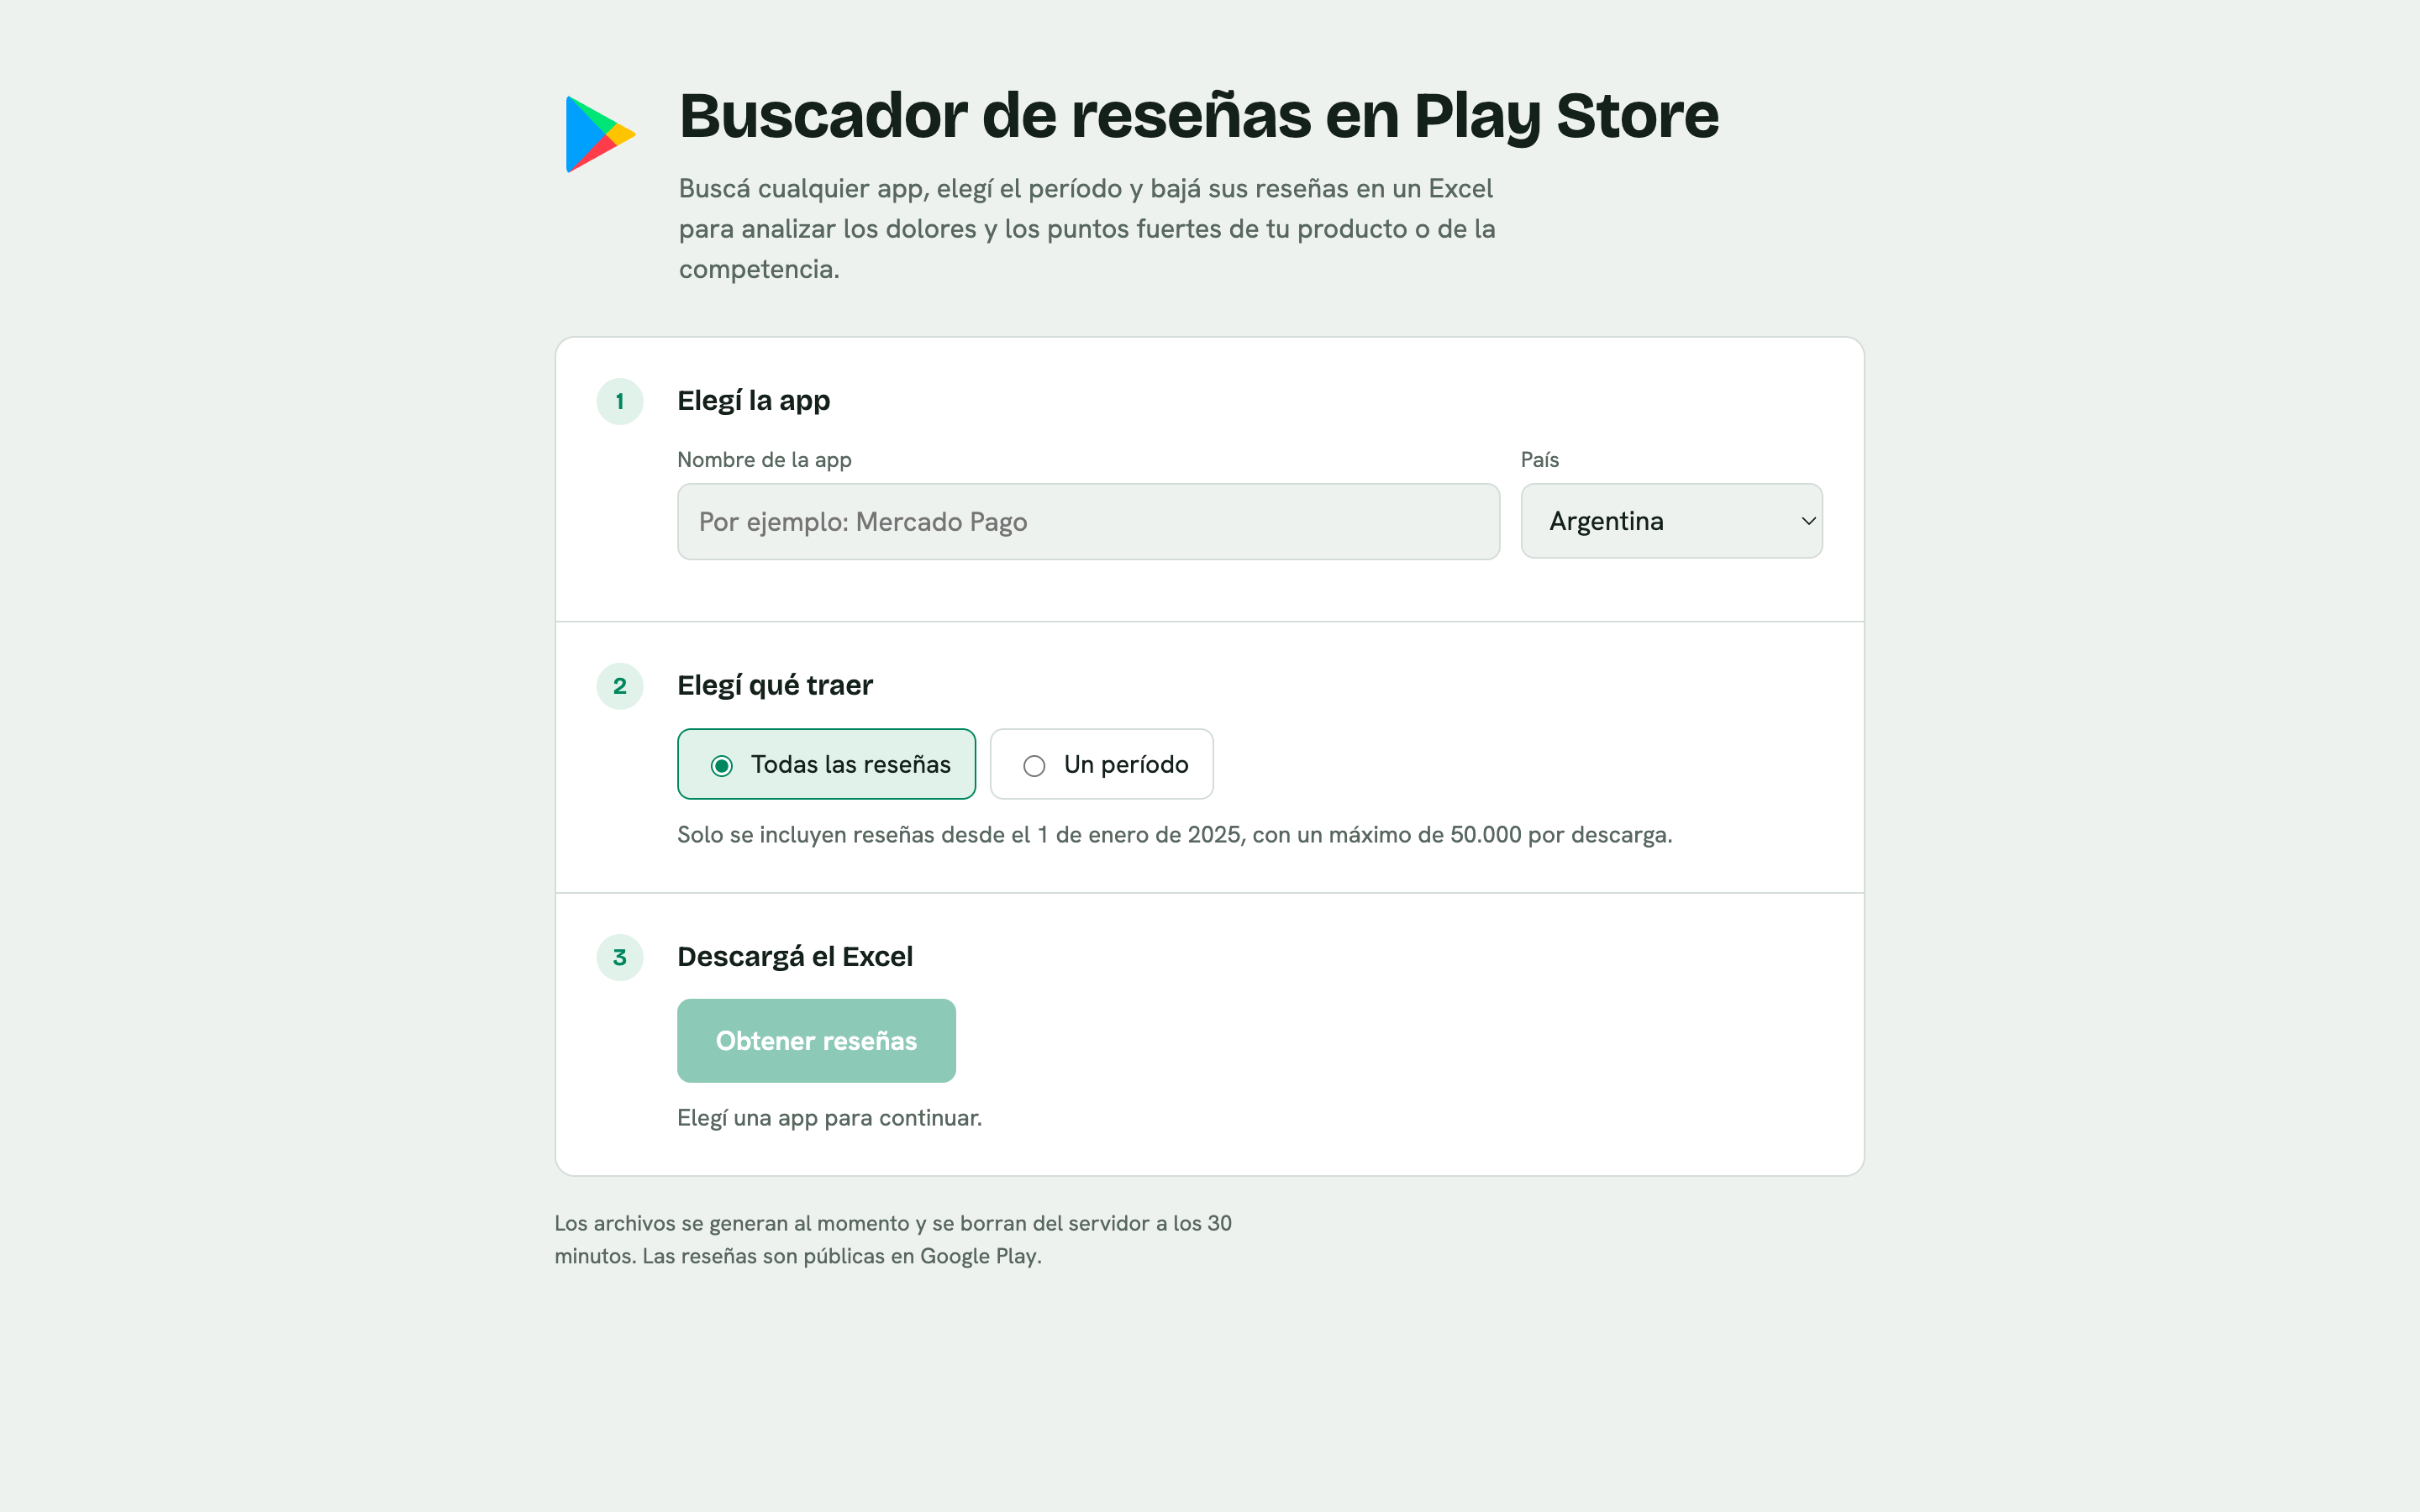 Buscador de reseñas en Play Store
Buscá cualquier app, elegí el período y bajá sus reseñas en un Excel
para analizar los dolores y los puntos fuertes de tu producto o de la
competencia.
1
Elegí la app
Nombre de la app
País
Por ejemplo: Mercado Pago
Argentina
2
Elegí qué traer
Todas las reseñas
Un período
Solo se incluyen reseñas desde el 1 de enero de 2025, con un máximo de 50.000 por descarga.
3
Descargá el Excel
Obtener reseñas
Elegí una app para continuar.
Los archivos se generan al momento y se borran del servidor a los 30
minutos. Las reseñas son públicas en Google Play.